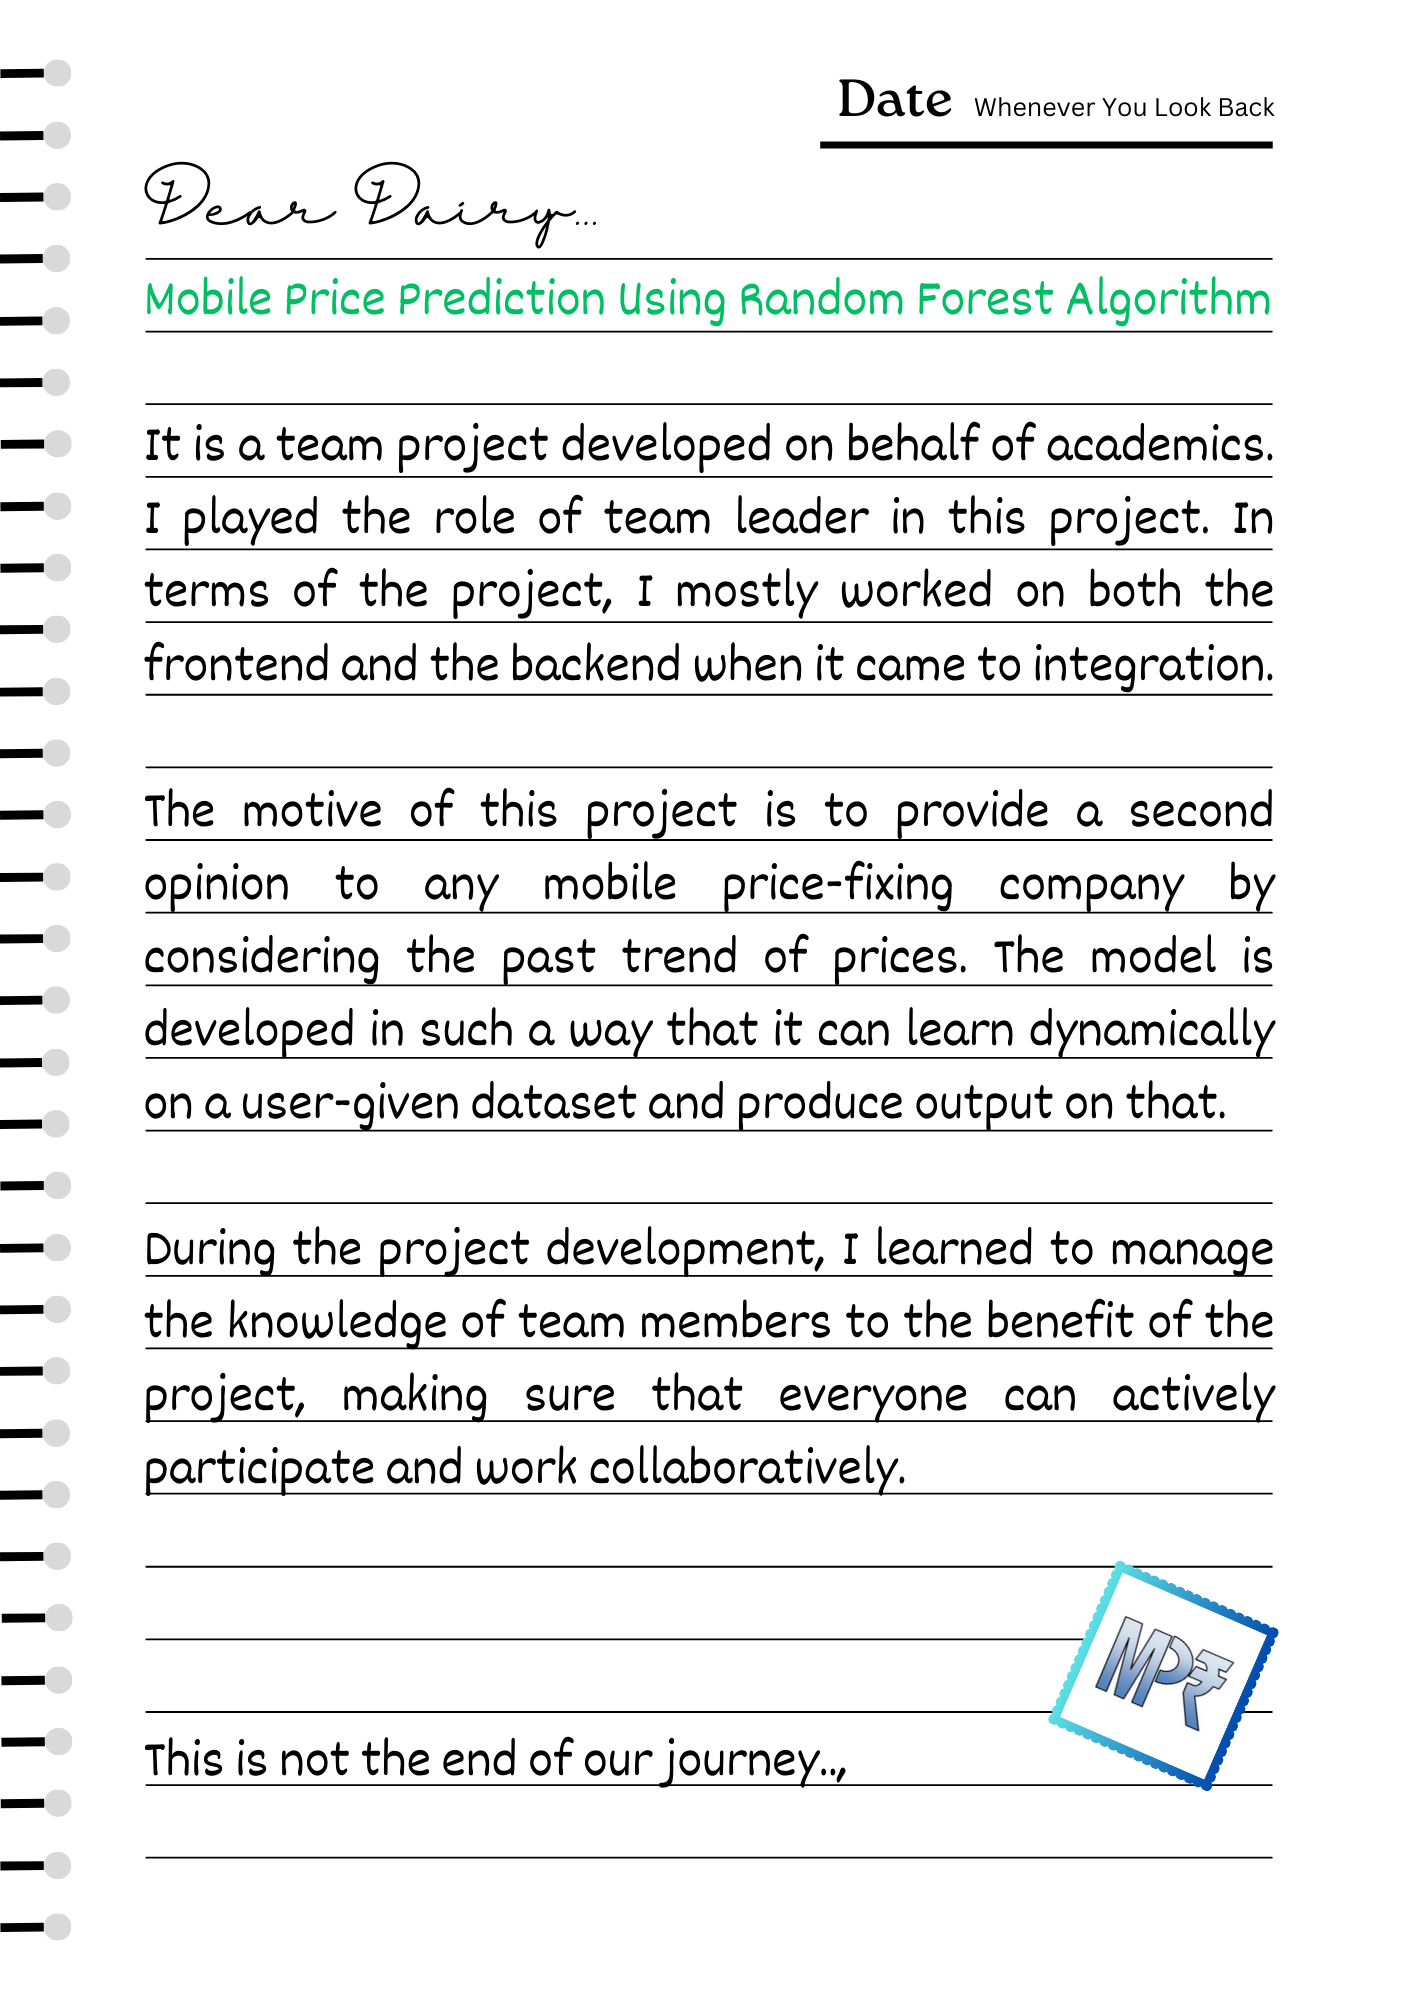 Date Whenever You Look Back
Dear Dairy...
Mobile Price Prediction Using Random Forest Algorithm
It is a team project developed on behalf of academics.
I played the role of team leader in this project. In
terms of the project, I mostly worked on both the
frontend and the backend when it came to integration.
The motive of this project is to provide a second
opinion to any mobile price-fixing company by
considering the past trend of prices. The model is
developed in such a way that it can learn dynamically
on a user-given dataset and produce output on that.
During the project development, I learned to manage
the knowledge of team members to the benefit of the
project, making sure that everyone can actively
participate and work collaboratively.
MP₹
This is not the end of our journey..,